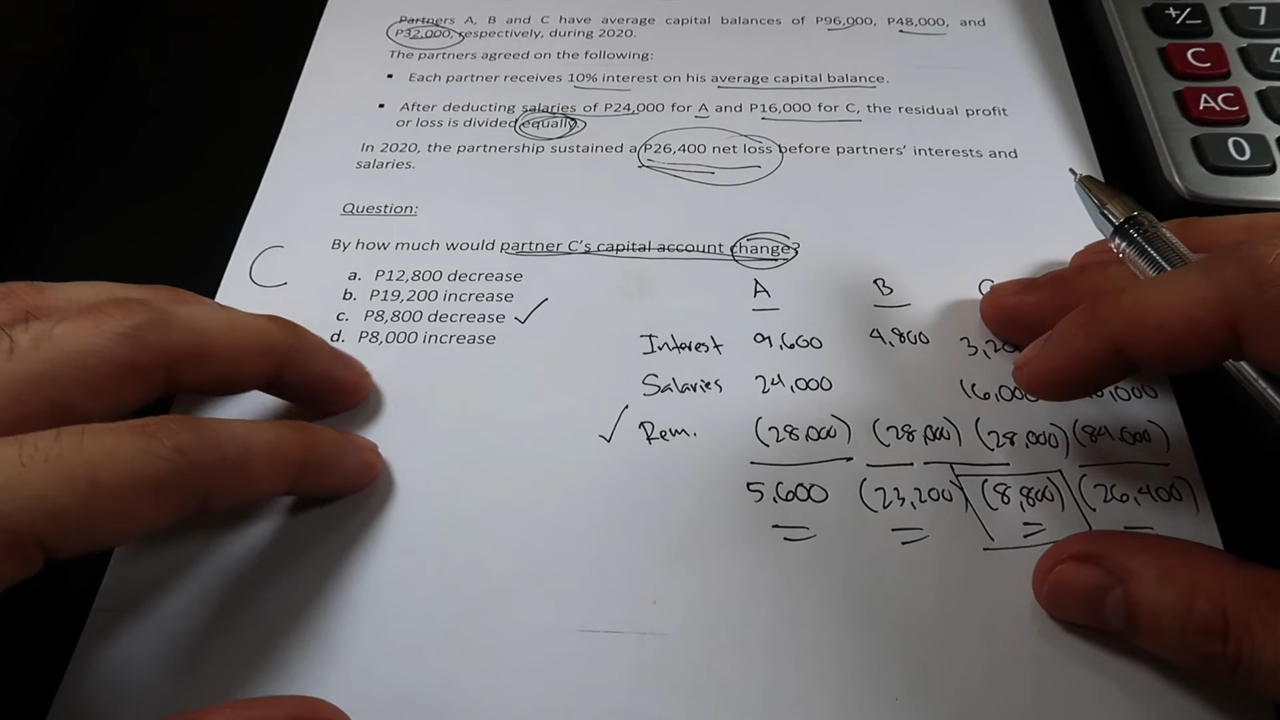 Partners A, B and C have average capital balances of P96,000, P48,000, and
P32,000, respectively, during 2020.
The partners agreed on the following:
▪ Each partner receives 10% interest on his average capital balance.
▪ After deducting salaries of P24,000 for A and P16,000 for C, the residual profit
or loss is divided equally.
In 2020, the partnership sustained a P26,400 net loss before partners' interests and
salaries.
Question:
By how much would partner C's capital account change?
C
a. P12,800 decrease
b. P19,200 increase
c. P8,800 decrease ✓
d. P8,000 increase
A B
Interest 9,600 4,800 3,20
Salaries 24,000 16,000
✓ Rem. (28,000) (28,000) (28,000) (84,000)
5,600 (23,200) (8,800) (26,400)
+/- 7
C
AC
0